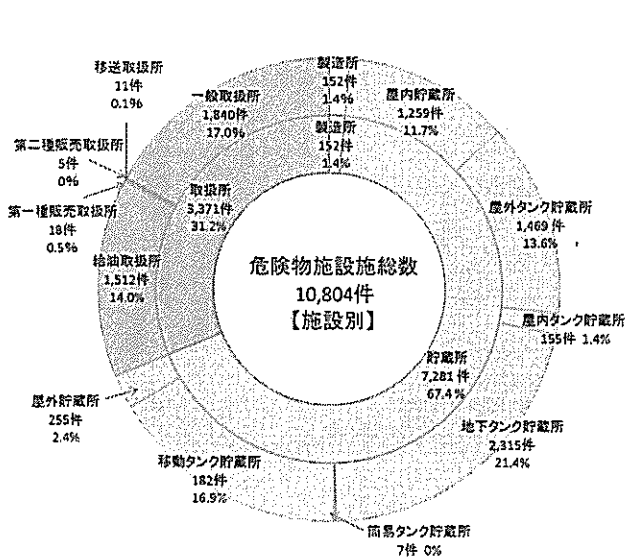 製造所
152件
1.4%
屋内貯蔵所
1,259件
11.7%
屋外タンク貯蔵所
1,469件
13.6%
屋内タンク貯蔵所
155件 1.4%
地下タンク貯蔵所
2,315件
21.4%
簡易タンク貯蔵所
7件 0%
移動タンク貯蔵所
182件
16.9%
屋外貯蔵所
255件
2.4%
給油取扱所
1,512件
14.0%
第一種販売取扱所
18件
0.5%
第二種販売取扱所
5件
0%
移送取扱所
11件
0.1%
一般取扱所
1,840件
17.0%
製造所
152件
1.4%
貯蔵所
7,281件
67.4%
取扱所
3,371件
31.2%
危険物施設施総数
10,804件
【施設別】